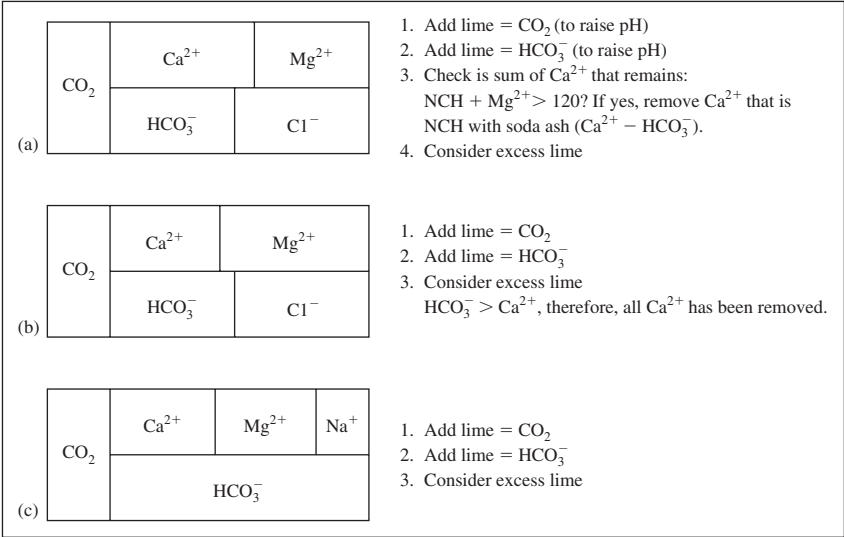 CO₂
Ca²⁺ Mg²⁺
HCO₃⁻ C1⁻
(a)
1. Add lime = CO₂ (to raise pH)
2. Add lime = HCO₃⁻ (to raise pH)
3. Check is sum of Ca²⁺ that remains:
NCH + Mg²⁺> 120? If yes, remove Ca²⁺ that is
NCH with soda ash (Ca²⁺ − HCO₃⁻).
4. Consider excess lime
CO₂
Ca²⁺ Mg²⁺
HCO₃⁻ C1⁻
(b)
1. Add lime = CO₂
2. Add lime = HCO₃⁻
3. Consider excess lime
HCO₃⁻ > Ca²⁺, therefore, all Ca²⁺ has been removed.
CO₂
Ca²⁺ Mg²⁺ Na⁺
HCO₃⁻
(c)
1. Add lime = CO₂
2. Add lime = HCO₃⁻
3. Consider excess lime